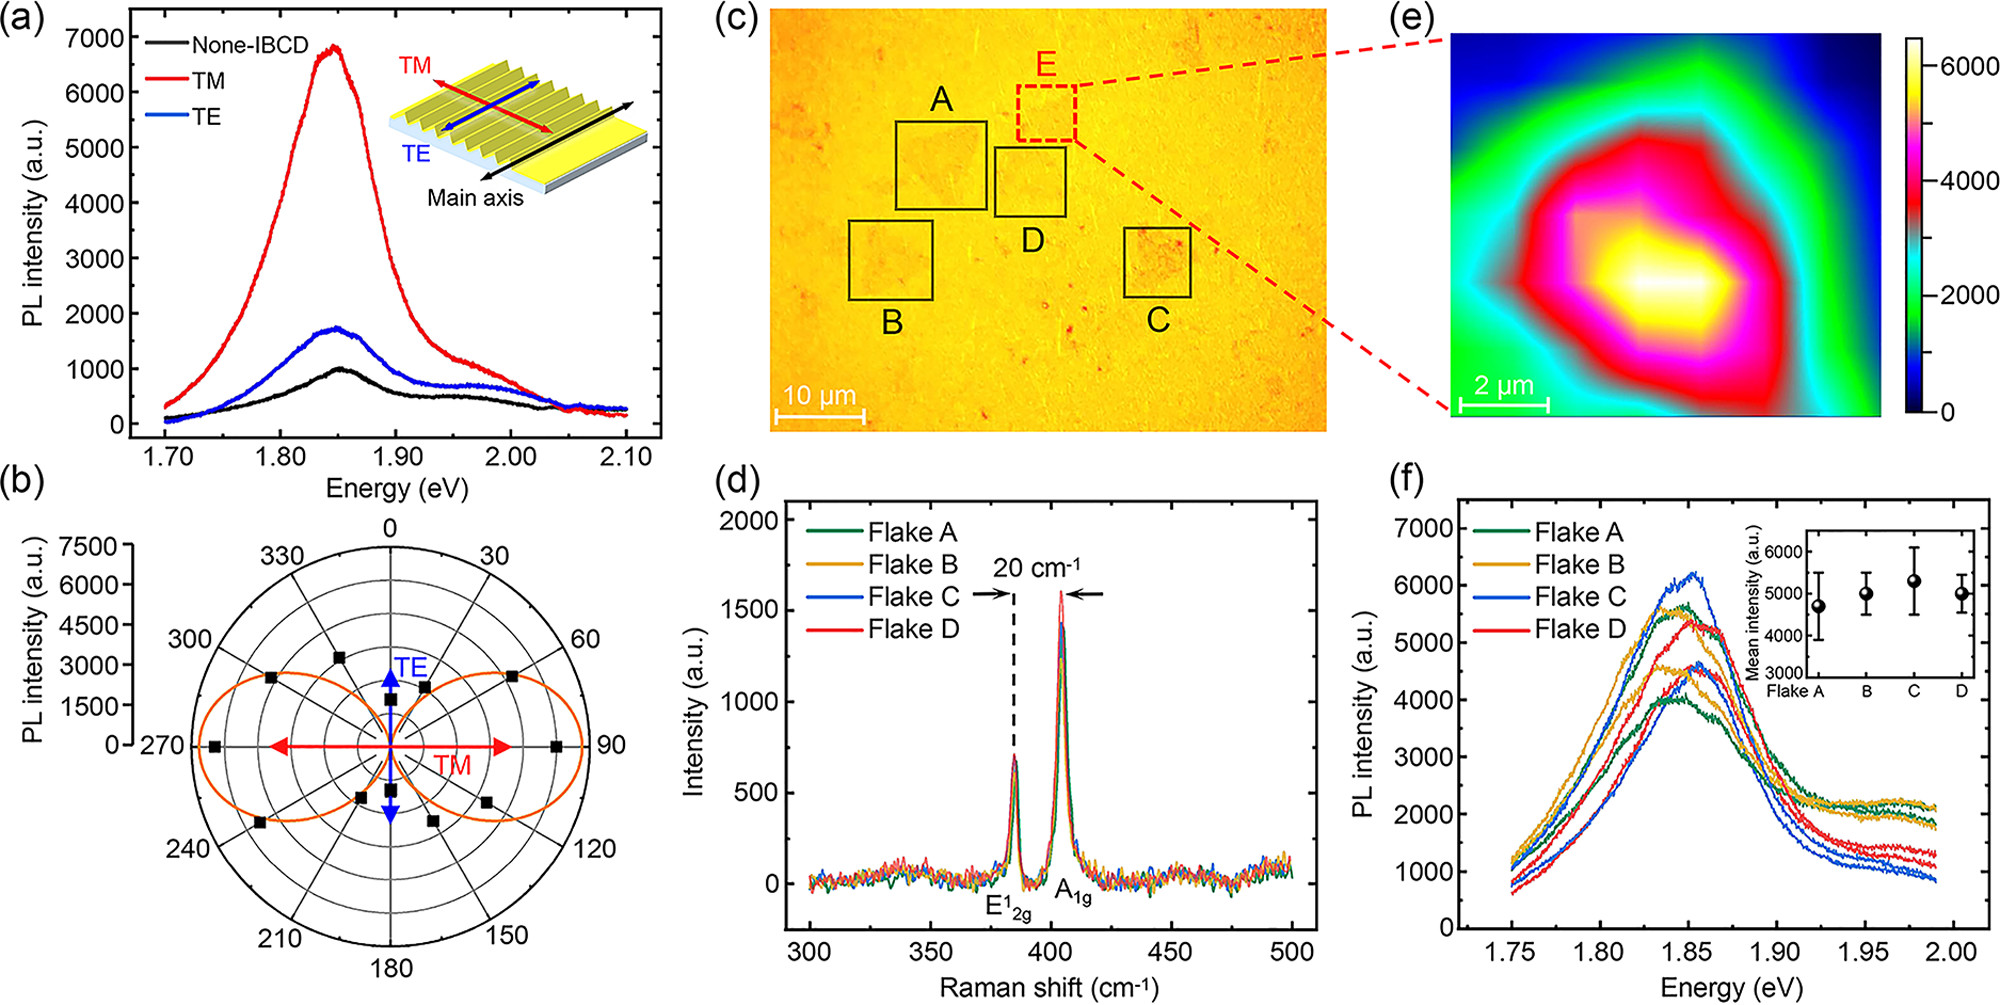 (a)
7000
6000
5000
4000
3000
2000
1000
0
PL intensity (a.u.)
None-IBCD
TM
TE
TM
TE
Main axis
1.70 1.80 1.90 2.00 2.10
Energy (eV)
(b)
PL intensity (a.u.)
7500
6000
4500
3000
1500
0
0
30
60
90
120
150
180
210
240
270
300
330
TE
TM
(c)
A
B
C
D
E
10 µm
(d)
2000
1500
1000
500
0
Intensity (a.u.)
Flake A
Flake B
Flake C
Flake D
20 cm⁻¹
E¹₂g
A₁g
300 350 400 450 500
Raman shift (cm⁻¹)
(e)
2 µm
6000
4000
2000
0
(f)
7000
6000
5000
4000
3000
2000
1000
0
PL intensity (a.u.)
Flake A
Flake B
Flake C
Flake D
Mean intensity (a.u.)
6000
5000
4000
3000
Flake A B C D
1.75 1.80 1.85 1.90 1.95 2.00
Energy (eV)